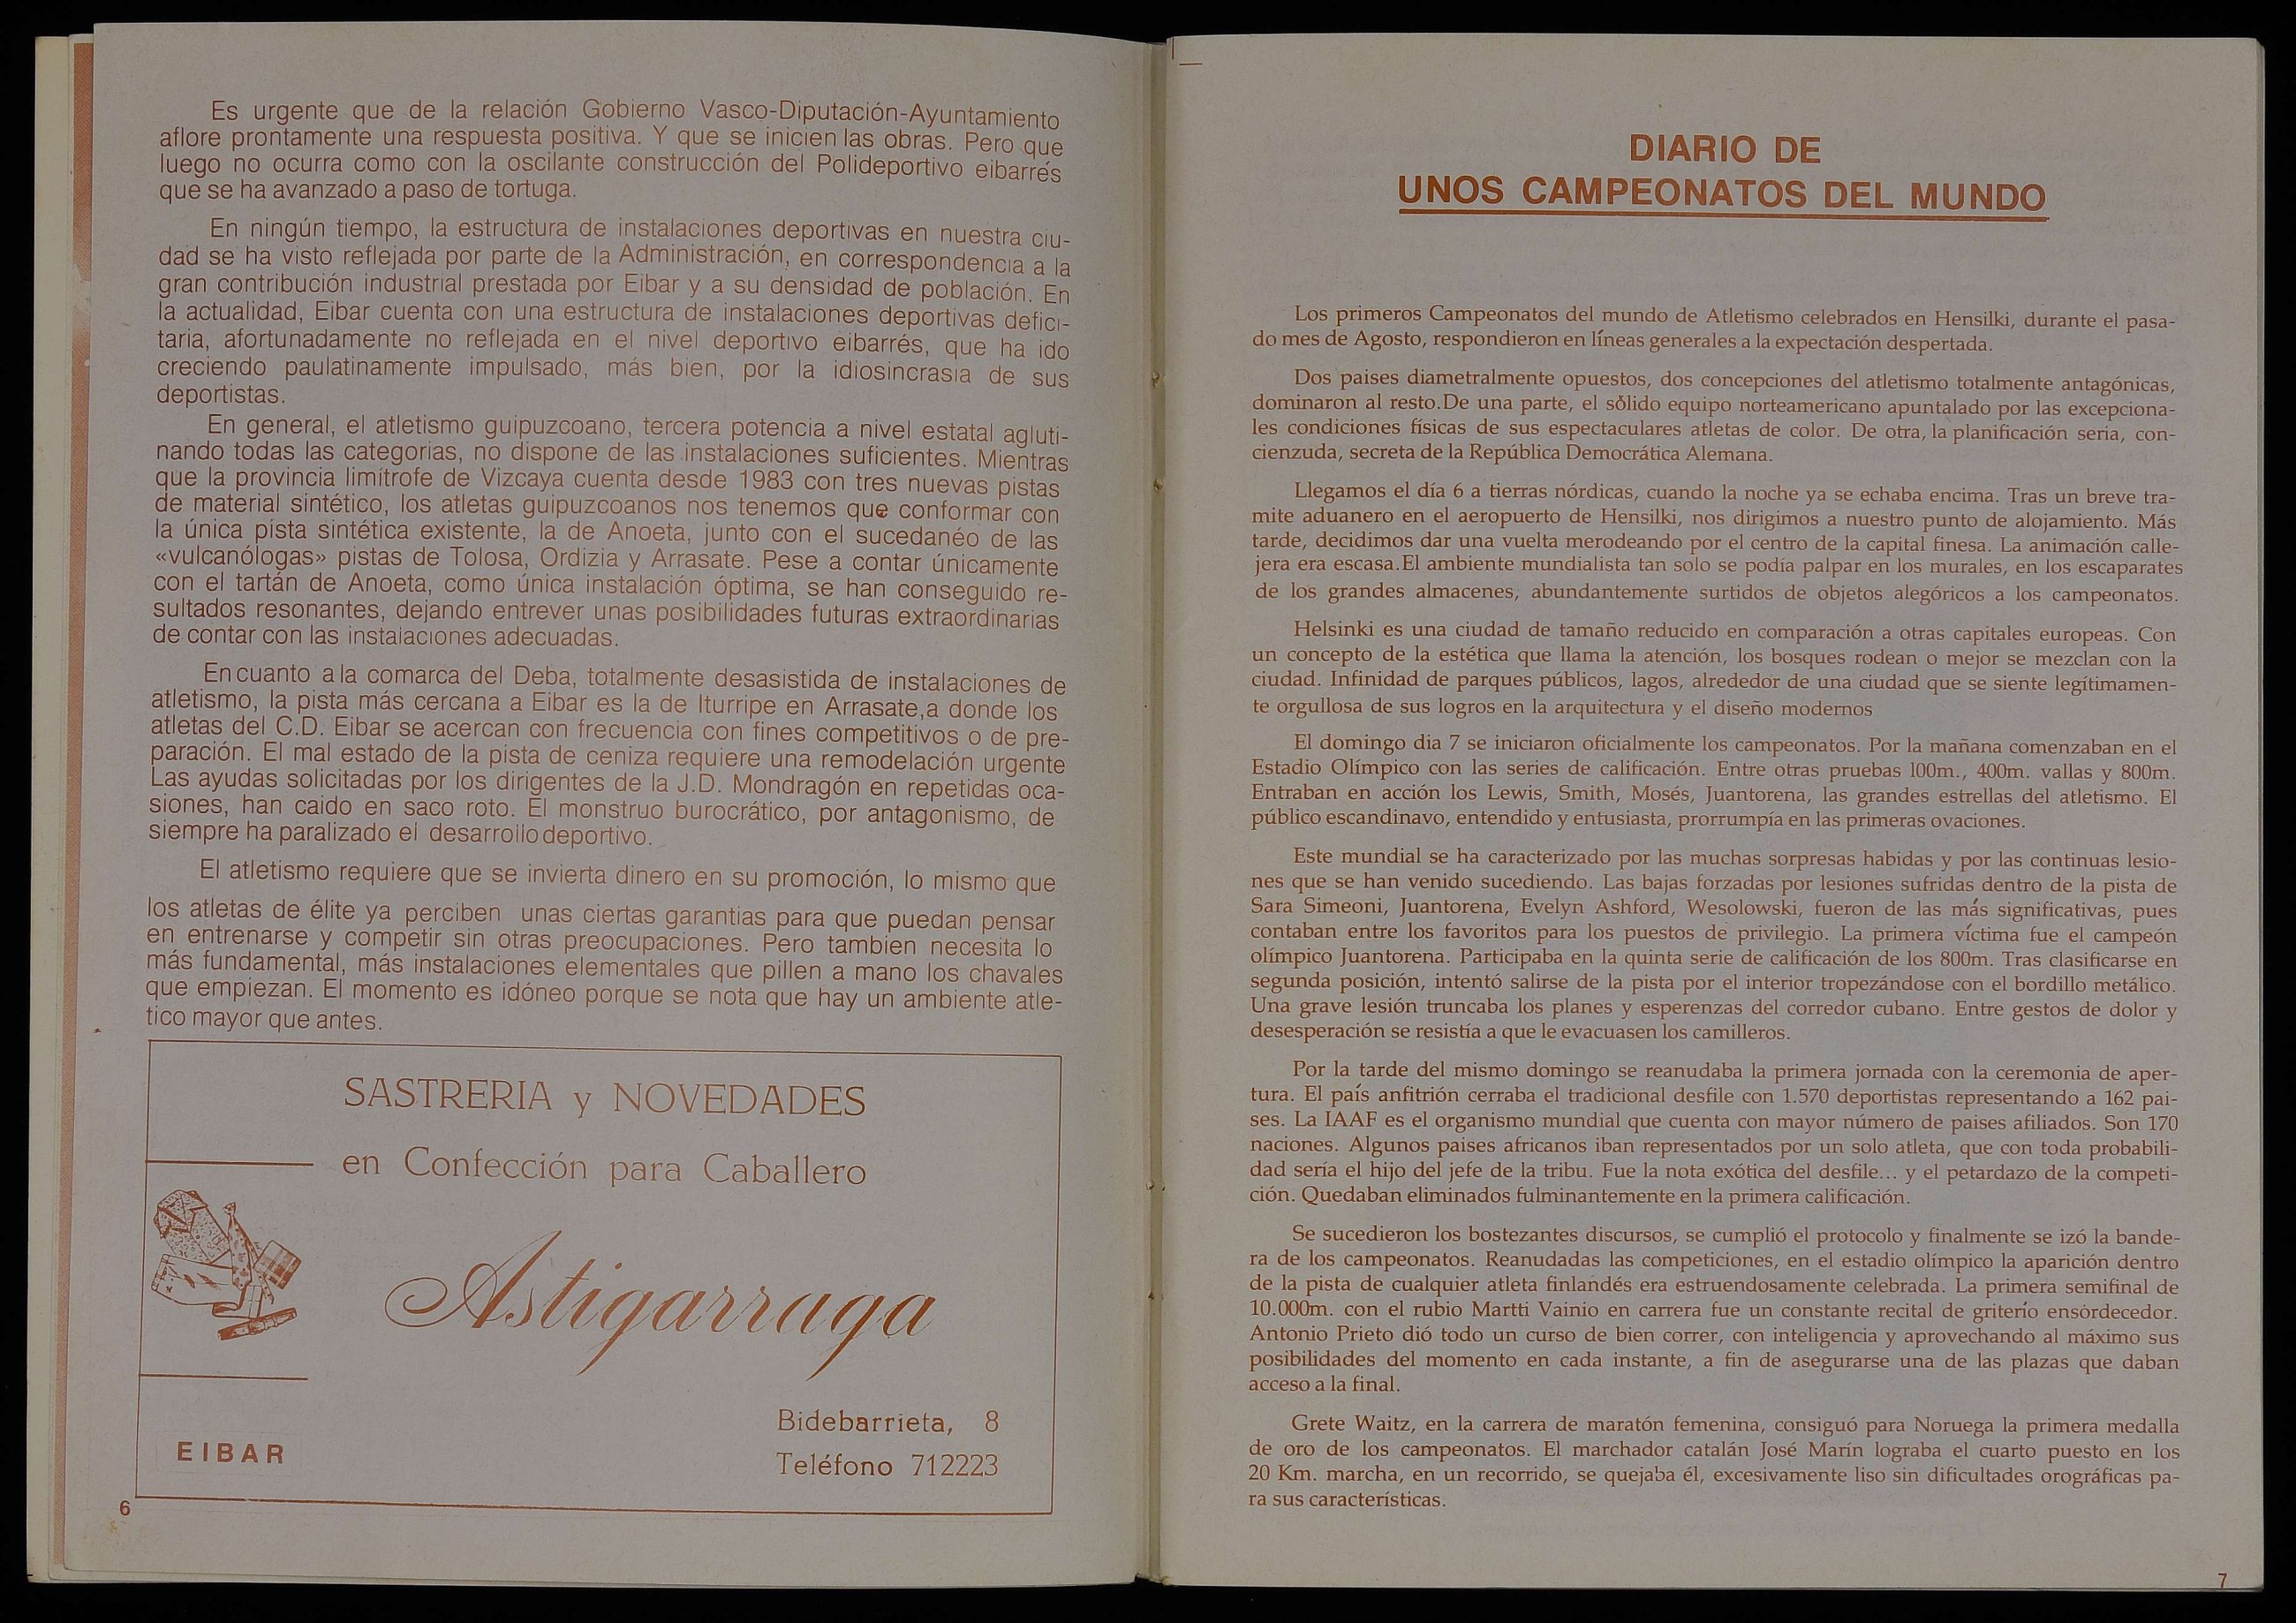 Es urgente que de la relación Gobierno Vasco-Diputación-Ayuntamiento
aflore prontamente una respuesta positiva. Y que se inicien las obras. Pero que
luego no ocurra como con la oscilante construcción del Polideportivo eibarrés
que se ha avanzado a paso de tortuga.
En ningún tiempo, la estructura de instalaciones deportivas en nuestra ciu-
dad se ha visto reflejada por parte de la Administración, en correspondencia a la
gran contribución industrial prestada por Eibar y a su densidad de población. En
la actualidad, Eibar cuenta con una estructura de instalaciones deportivas defici-
taria, afortunadamente no reflejada en el nivel deportivo eibarrés, que ha ido
creciendo paulatinamente impulsado, más bien, por la idiosincrasia de sus
deportistas.
En general, el atletismo guipuzcoano, tercera potencia a nivel estatal agluti-
nando todas las categorias, no dispone de las instalaciones suficientes. Mientras
que la provincia limítrofe de Vizcaya cuenta desde 1983 con tres nuevas pistas
de material sintético, los atletas guipuzcoanos nos tenemos que conformar con
la única pista sintética existente, la de Anoeta, junto con el sucedanéo de las
«vulcanólogas» pistas de Tolosa, Ordizia y Arrasate. Pese a contar únicamente
con el tartán de Anoeta, como única instalación óptima, se han conseguido re-
sultados resonantes, dejando entrever unas posibilidades futuras extraordinarias
de contar con las instalaciones adecuadas.
En cuanto a la comarca del Deba, totalmente desasistida de instalaciones de
atletismo, la pista más cercana a Eibar es la de Iturripe en Arrasate,a donde los
atletas del C.D. Eibar se acercan con frecuencia con fines competitivos o de pre-
paración. El mal estado de la pista de ceniza requiere una remodelación urgente
Las ayudas solicitadas por los dirigentes de la J.D. Mondragón en repetidas oca-
siones, han caido en saco roto. El monstruo burocrático, por antagonismo, de
siempre ha paralizado el desarrollo deportivo.
El atletismo requiere que se invierta dinero en su promoción, lo mismo que
los atletas de élite ya perciben unas ciertas garantias para que puedan pensar
en entrenarse y competir sin otras preocupaciones. Pero tambien necesita lo
más fundamental, más instalaciones elementales que pillen a mano los chavales
que empiezan. El momento es idóneo porque se nota que hay un ambiente atle-
tico mayor que antes.
SASTRERIA y NOVEDADES
en Confección para Caballero
Astigarraga
Bidebarrieta, 8
EIBAR
Teléfono 712223
6
DIARIO DE
UNOS CAMPEONATOS DEL MUNDO
Los primeros Campeonatos del mundo de Atletismo celebrados en Hensilki, durante el pasa-
do mes de Agosto, respondieron en líneas generales a la expectación despertada.
Dos paises diametralmente opuestos, dos concepciones del atletismo totalmente antagónicas,
dominaron al resto.De una parte, el sólido equipo norteamericano apuntalado por las excepciona-
les condiciones físicas de sus espectaculares atletas de color. De otra, la planificación seria, con-
cienzuda, secreta de la República Democrática Alemana.
Llegamos el día 6 a tierras nórdicas, cuando la noche ya se echaba encima. Tras un breve tra-
mite aduanero en el aeropuerto de Hensilki, nos dirigimos a nuestro punto de alojamiento. Más
tarde, decidimos dar una vuelta merodeando por el centro de la capital finesa. La animación calle-
jera era escasa.El ambiente mundialista tan solo se podía palpar en los murales, en los escaparates
de los grandes almacenes, abundantemente surtidos de objetos alegóricos a los campeonatos.
Helsinki es una ciudad de tamaño reducido en comparación a otras capitales europeas. Con
un concepto de la estética que llama la atención, los bosques rodean o mejor se mezclan con la
ciudad. Infinidad de parques públicos, lagos, alrededor de una ciudad que se siente legítimamen-
te orgullosa de sus logros en la arquitectura y el diseño modernos
El domingo dia 7 se iniciaron oficialmente los campeonatos. Por la mañana comenzaban en el
Estadio Olímpico con las series de calificación. Entre otras pruebas l00m., 400m. vallas y 800m.
Entraban en acción los Lewis, Smith, Mosés, Juantorena, las grandes estrellas del atletismo. El
público escandinavo, entendido y entusiasta, prorrumpía en las primeras ovaciones.
Este mundial se ha caracterizado por las muchas sorpresas habidas y por las continuas lesio-
nes que se han venido sucediendo. Las bajas forzadas por lesiones sufridas dentro de la pista de
Sara Simeoni, Juantorena, Evelyn Ashford, Wesolowski, fueron de las más significativas, pues
contaban entre los favoritos para los puestos de privilegio. La primera víctima fue el campeón
olímpico Juantorena. Participaba en la quinta serie de calificación de los 800m. Tras clasificarse en
segunda posición, intentó salirse de la pista por el interior tropezándose con el bordillo metálico.
Una grave lesión truncaba los planes y esperenzas del corredor cubano. Entre gestos de dolor y
desesperación se resistía a que le evacuasen los camilleros.
Por la tarde del mismo domingo se reanudaba la primera jornada con la ceremonia de aper-
tura. El país anfitrión cerraba el tradicional desfile con 1.570 deportistas representando a 162 pai-
ses. La IAAF es el organismo mundial que cuenta con mayor número de paises afiliados. Son 170
naciones. Algunos paises africanos iban representados por un solo atleta, que con toda probabili-
dad sería el hijo del jefe de la tribu. Fue la nota exótica del desfile... y el petardazo de la competi-
ción. Quedaban eliminados fulminantemente en la primera calificación.
Se sucedieron los bostezantes discursos, se cumplió el protocolo y finalmente se izó la bande-
ra de los campeonatos. Reanudadas las competiciones, en el estadio olímpico la aparición dentro
de la pista de cualquier atleta finlandés era estruendosamente celebrada. La primera semifinal de
10.000m. con el rubio Martti Vainio en carrera fue un constante recital de griterío ensordecedor.
Antonio Prieto dió todo un curso de bien correr, con inteligencia y aprovechando al máximo sus
posibilidades del momento en cada instante, a fin de asegurarse una de las plazas que daban
acceso a la final.
Grete Waitz, en la carrera de maratón femenina, consiguó para Noruega la primera medalla
de oro de los campeonatos. El marchador catalán José Marín lograba el cuarto puesto en los
20 Km. marcha, en un recorrido, se quejaba él, excesivamente liso sin dificultades orográficas pa-
ra sus características.
7